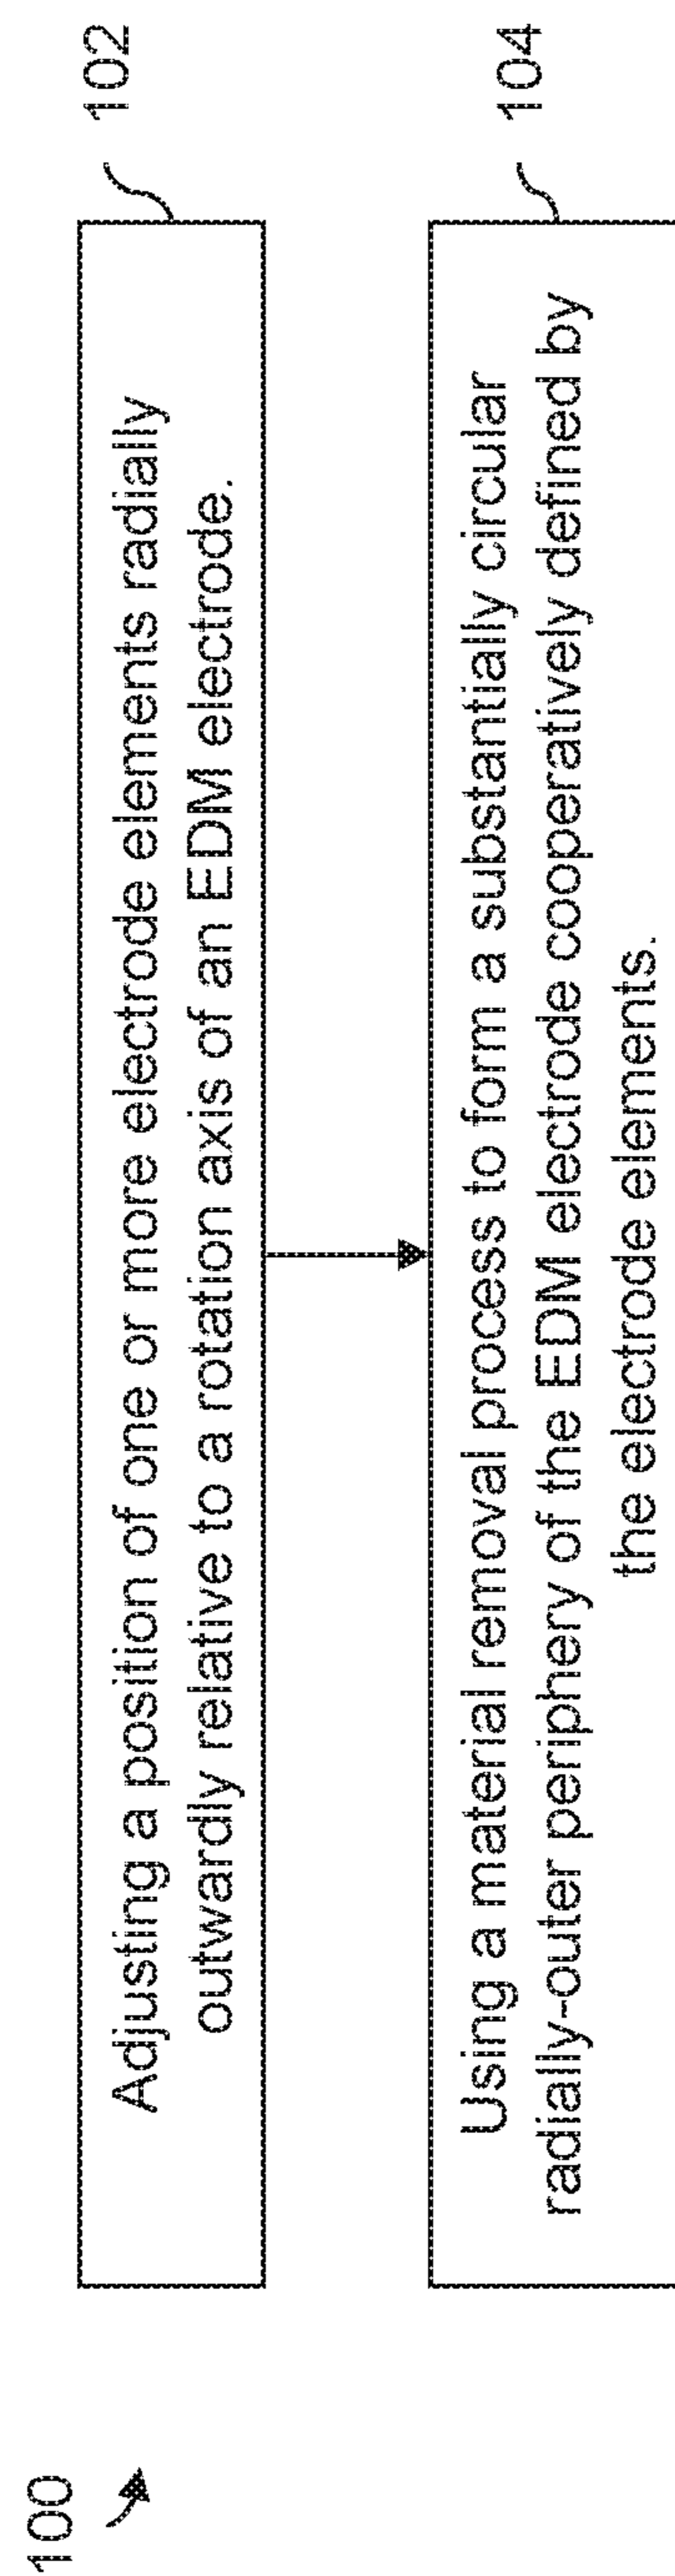 100
102
Adjusting a position of one or more electrode elements radially
outwardly relative to a rotation axis of an EDM electrode.
104
Using a material removal process to form a substantially circular
radially-outer periphery of the EDM electrode cooperatively defined by
the electrode elements.